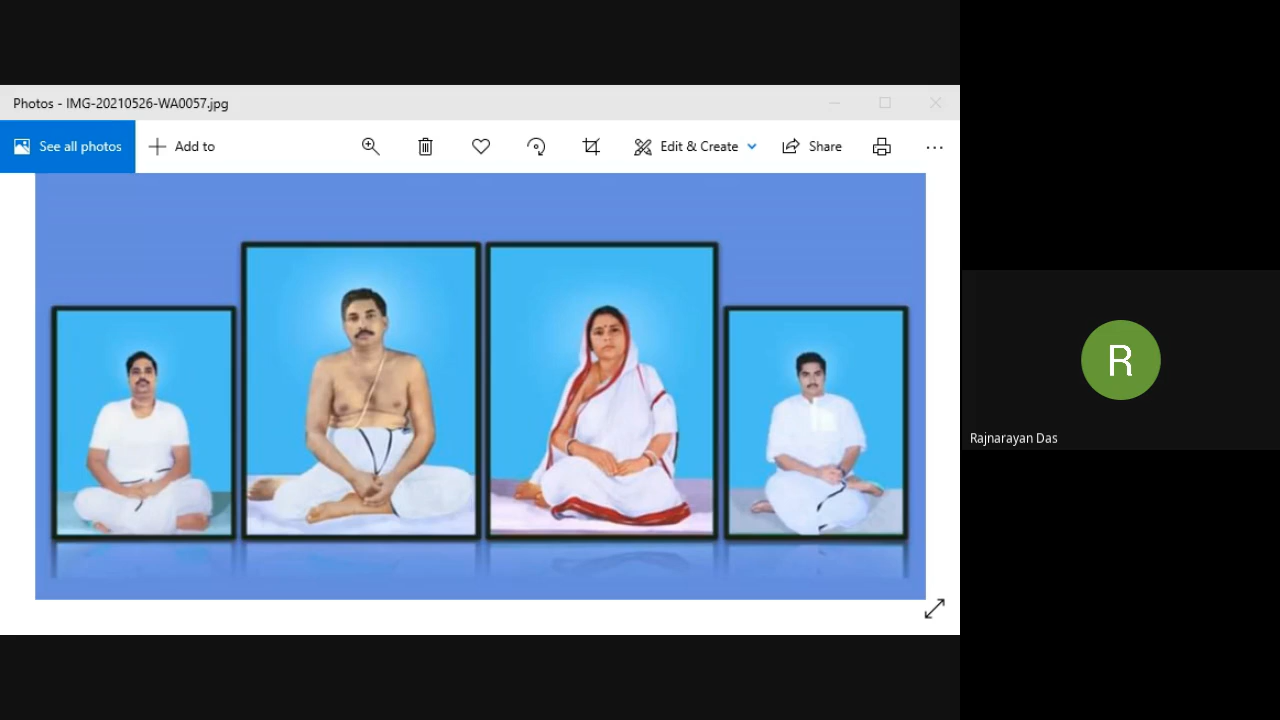 Photos - IMG-20210526-WA0057.jpg
See all photos
Add to
Edit & Create
Share
R
Rajnarayan Das